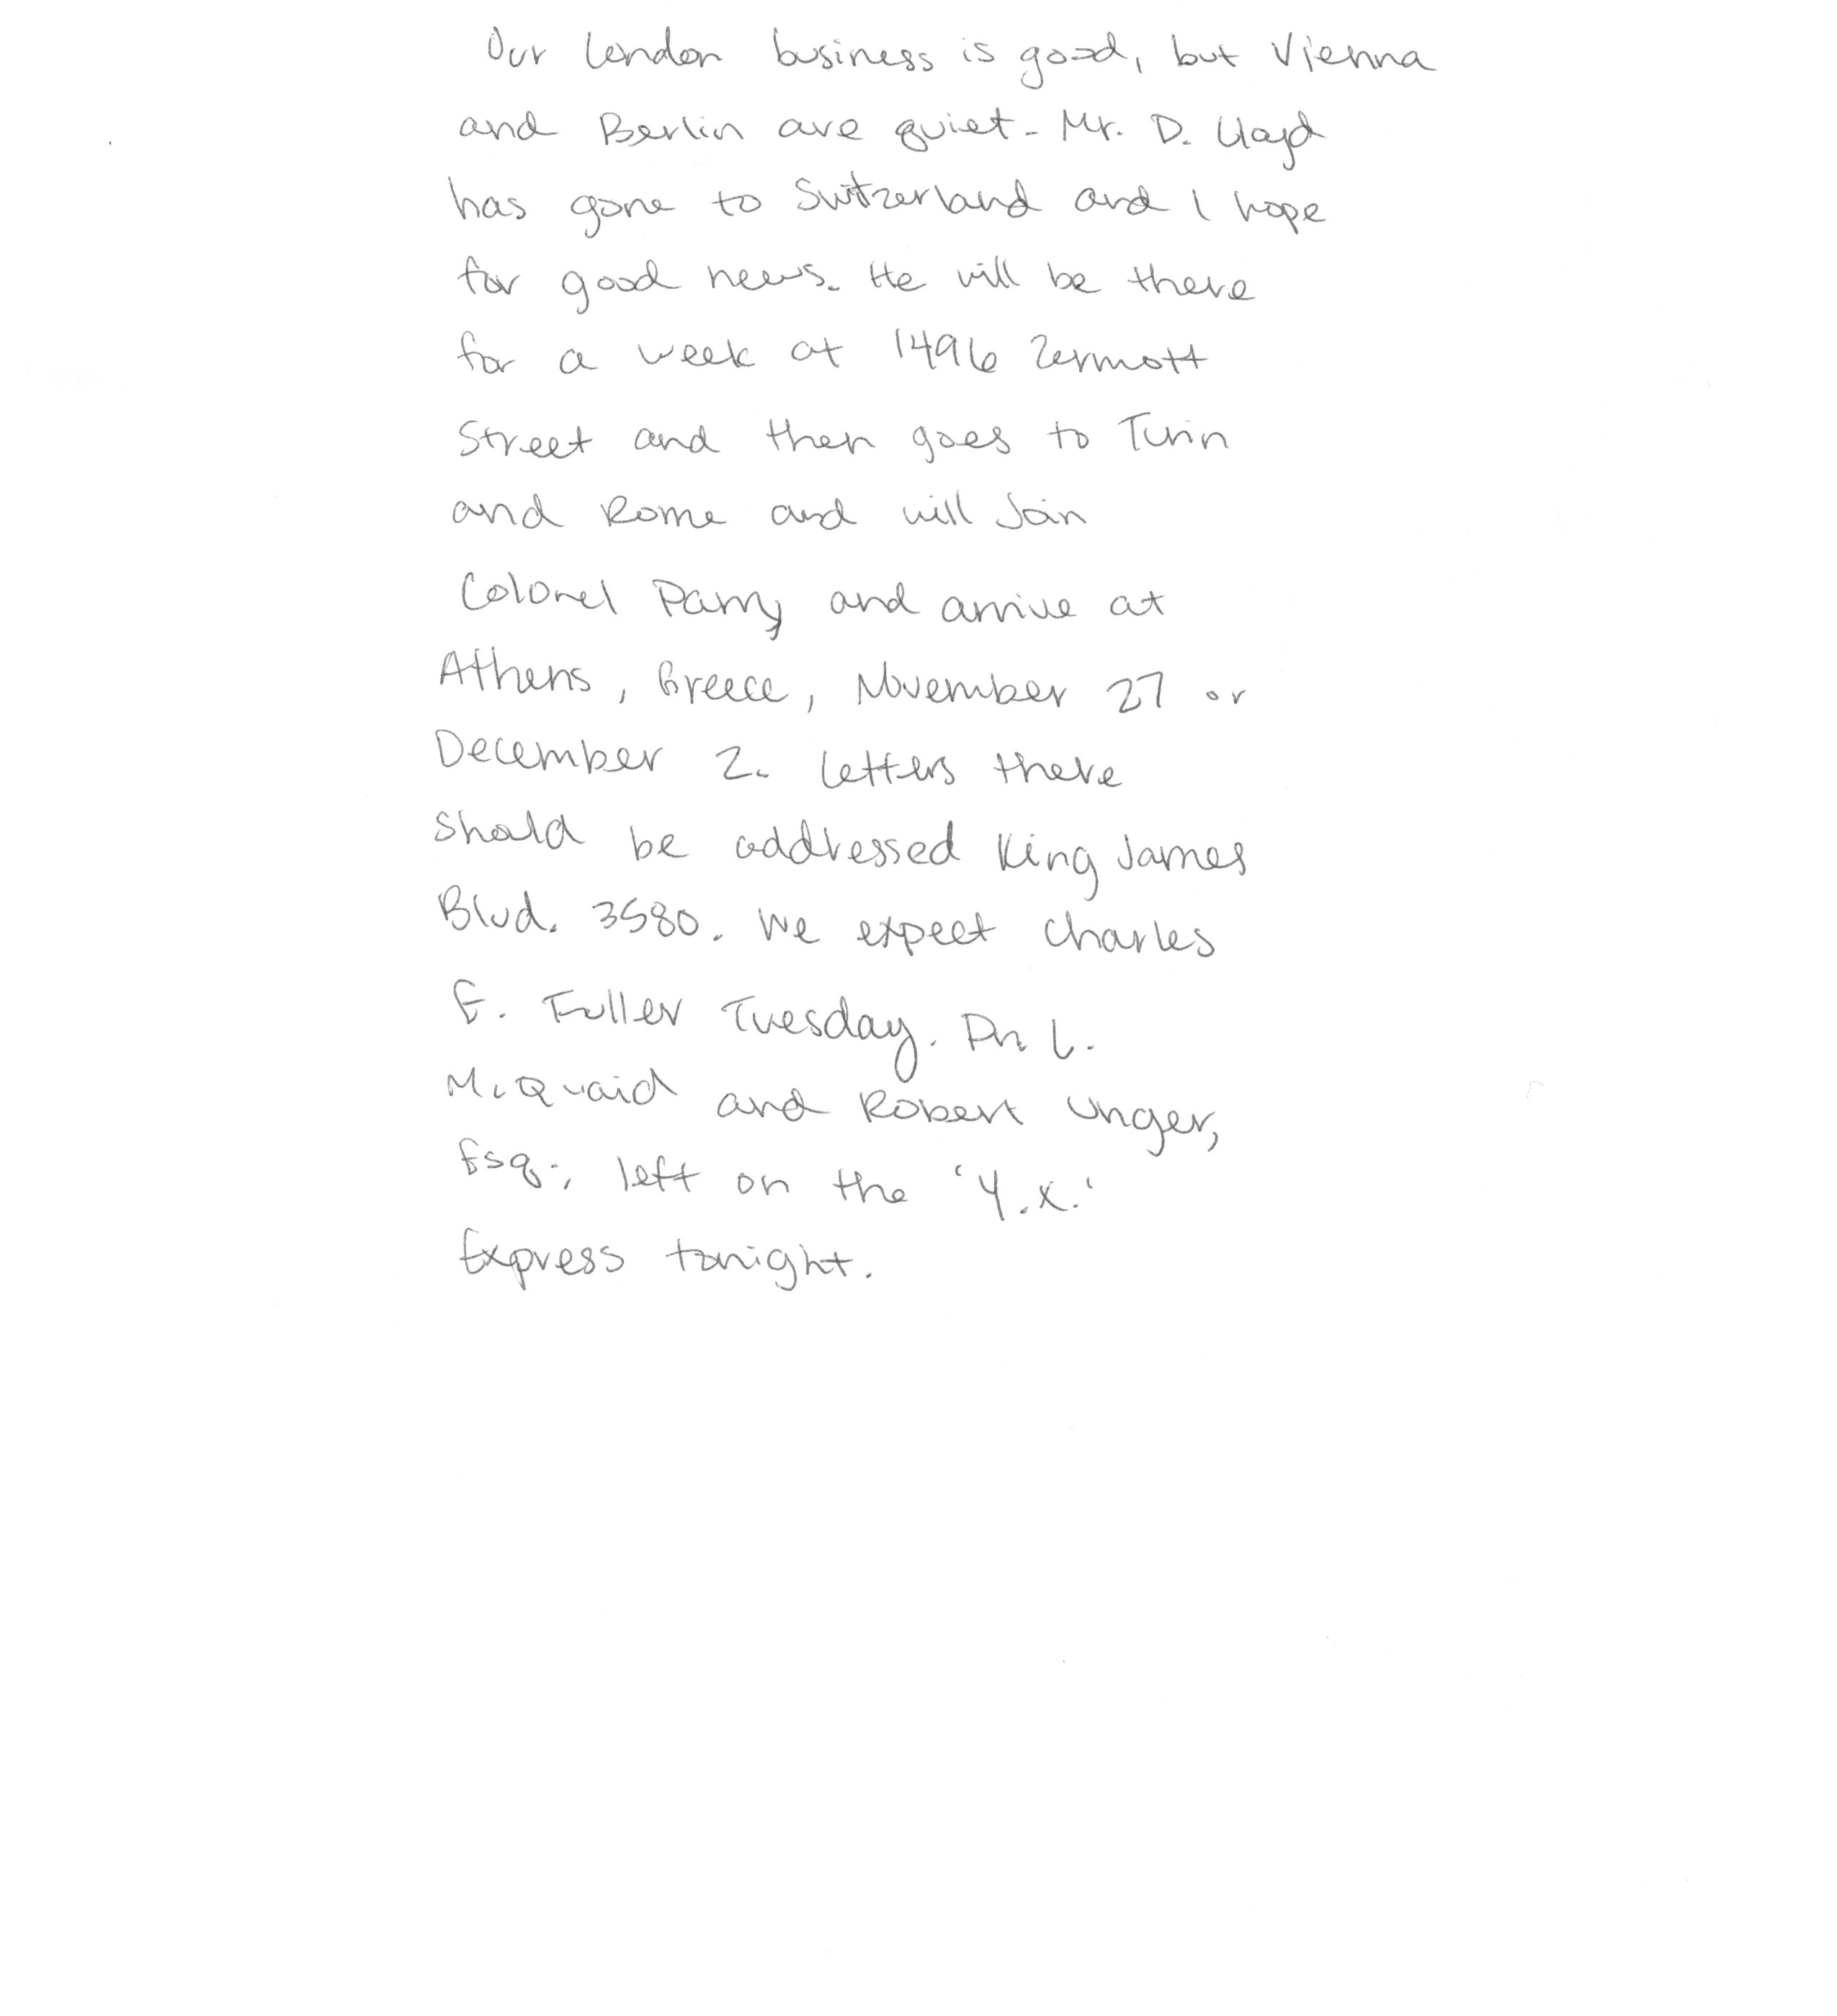 Our London business is good, but Vienna
and Berlin are quiet. Mr. D. Lloyd
has gone to Switzerland and I hope
for good news. He will be there
for a week at 1496 Zermott
Street and then goes to Turin
and Rome and will Join
Colonel Parry and arrive at
Athens, Greece, November 27 or
December 2. Letters there
should be addressed King James
Blvd. 3580. We expect Charles
E. Fuller Tuesday. Dr. L.
McQuaid and Robert Unger,
Esq., left on the 'Y.X.'
Express tonight.